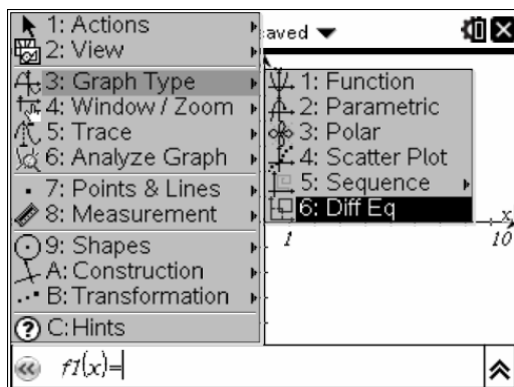 1: Actions
2: View
3: Graph Type
4: Window / Zoom
5: Trace
6: Analyze Graph
7: Points & Lines
8: Measurement
9: Shapes
A: Construction
B: Transformation
C: Hints
aved
1: Function
2: Parametric
3: Polar
4: Scatter Plot
5: Sequence
6: Diff Eq
x
1
10
f1(x)=